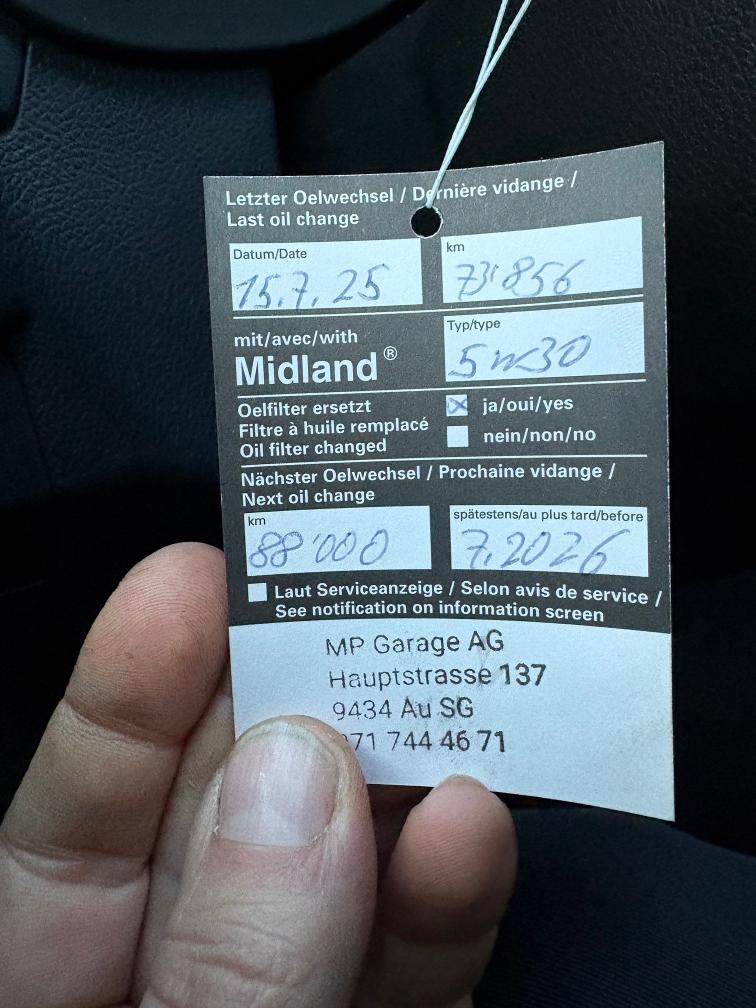 Letzter Oelwechsel / Dernière vidange /
Last oil change
Datum/Date
15.7.25
km
73'856
mit/avec/with
Midland®
Typ/type
5w30
Oelfilter ersetzt
Filtre à huile remplacé
Oil filter changed
ja/oui/yes
nein/non/no
Nächster Oelwechsel / Prochaine vidange /
Next oil change
km
88'000
spätestens/au plus tard/before
7.2026
Laut Serviceanzeige / Selon avis de service /
See notification on information screen
MP Garage AG
Hauptstrasse 137
9434 Au SG
071 744 46 71